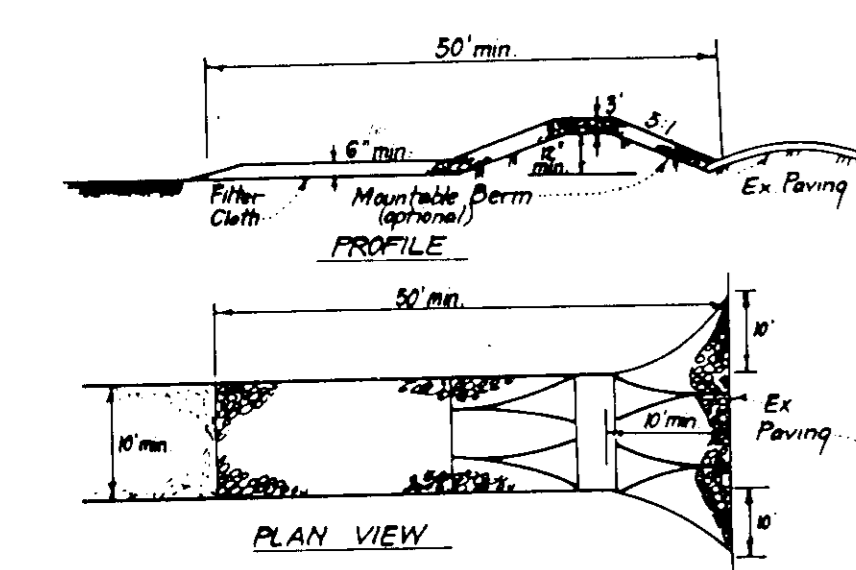 50' min.
3'
5:1
6" min.
12"
min.
Filter
Cloth
Mountable Berm
(optional)
Ex Paving
PROFILE
50' min.
10'
10' min
10' min
Ex
Paving
10'
PLAN VIEW